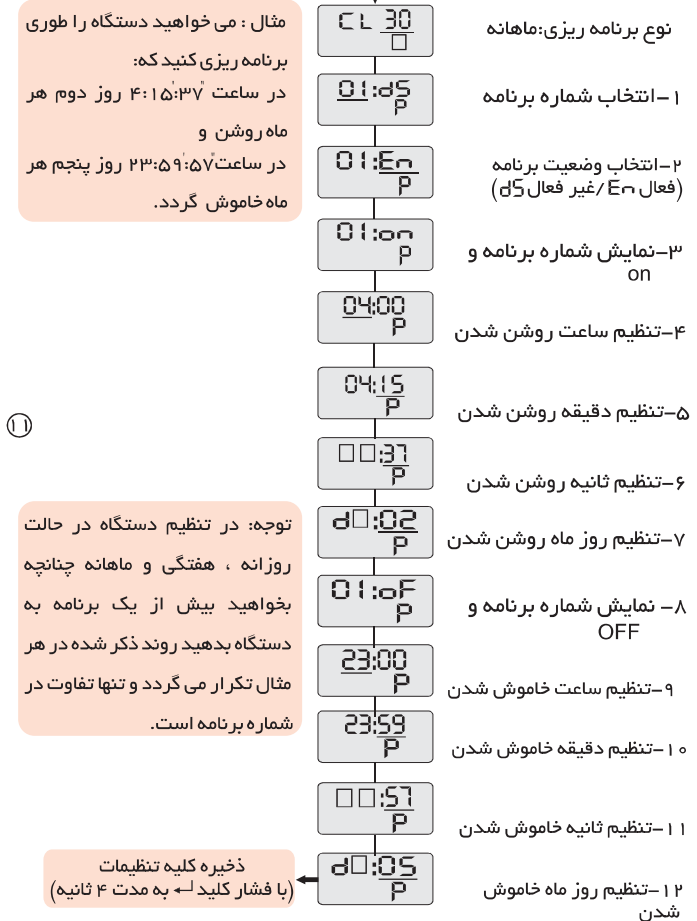 مثال : می خواهید دستگاه را طوری
برنامه ریزی کنید که:
در ساعت ۴:۱۵':۳۷" روز دوم هر
ماه روشن و
در ساعت ۲۳:۵۹':۵۷" روز پنجم هر
ماه خاموش گردد.
نوع برنامه ریزی:ماهانه
CL 30
۱-انتخاب شماره برنامه
01:dS
P
۲-انتخاب وضعیت برنامه
(فعال En/غیر فعال dS)
01:En
P
۳-نمایش شماره برنامه و
on
01:on
P
۴-تنظیم ساعت روشن شدن
04:00
P
۵-تنظیم دقیقه روشن شدن
04:15
P
۶-تنظیم ثانیه روشن شدن
□□:37
P
۷-تنظیم روز ماه روشن شدن
d□:02
P
۸- نمایش شماره برنامه و
OFF
01:oF
P
۹-تنظیم ساعت خاموش شدن
23:00
P
۱۰-تنظیم دقیقه خاموش شدن
23:59
P
۱۱-تنظیم ثانیه خاموش شدن
□□:57
P
۱۲-تنظیم روز ماه خاموش
شدن
d□:05
P
توجه: در تنظیم دستگاه در حالت
روزانه ، هفتگی و ماهانه چنانچه
بخواهید بیش از یک برنامه به
دستگاه بدهید روند ذکر شده در هر
مثال تکرار می گردد و تنها تفاوت در
شماره برنامه است.
ذخیره کلیه تنظیمات
(با فشار کلید ↵ به مدت ۴ ثانیه)
۱۱